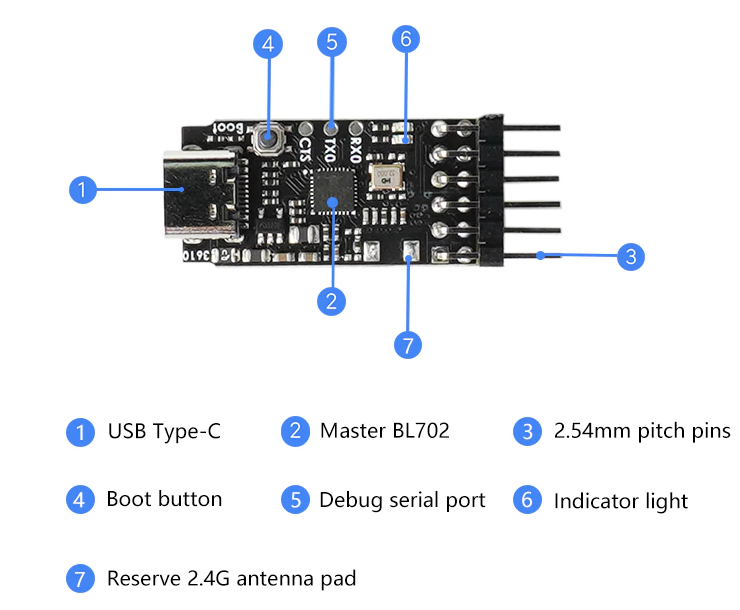 4 5 6
Boot
CTS
TX0
RX0
1
2
3610
3
7
1 USB Type-C 2 Master BL702 3 2.54mm pitch pins
4 Boot button 5 Debug serial port 6 Indicator light
7 Reserve 2.4G antenna pad